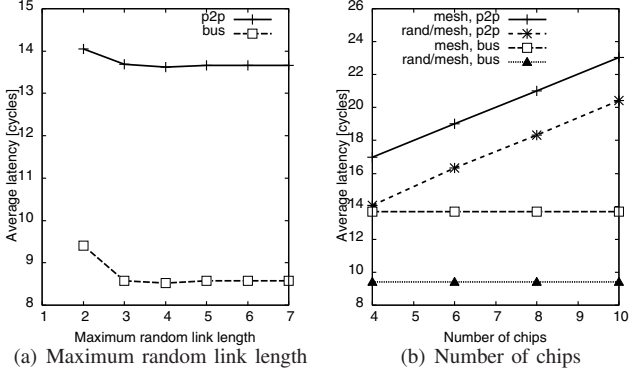 15
14
13
12
11
10
9
8
1 2 3 4 5 6 7
Average latency [cycles]
Maximum random link length
p2p
bus
(a) Maximum random link length
26
24
22
20
18
16
14
12
10
8
4 6 8 10
Average latency [cycles]
Number of chips
mesh, p2p
rand/mesh, p2p
mesh, bus
rand/mesh, bus
(b) Number of chips